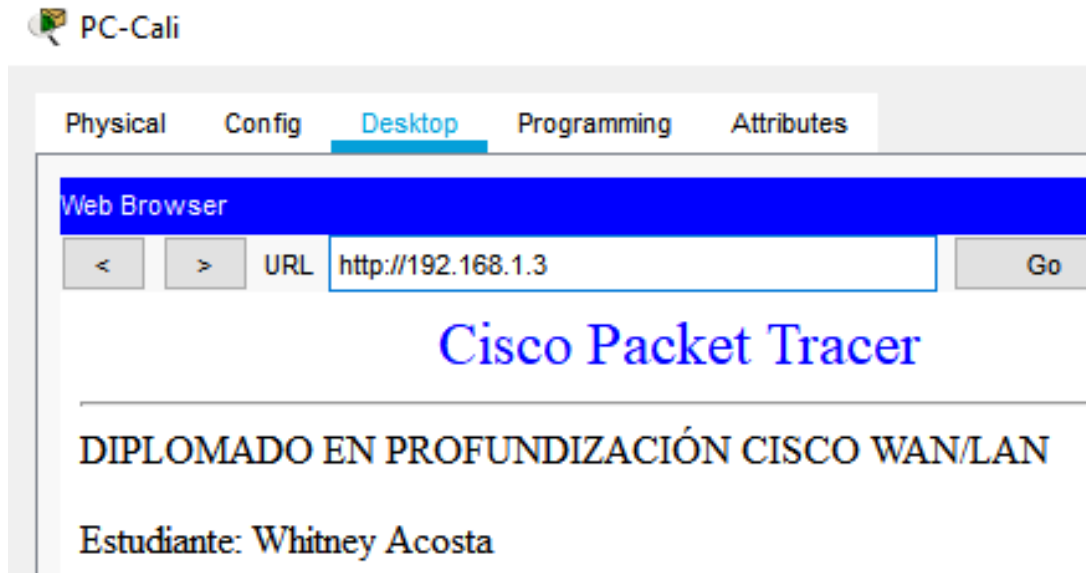 PC-Cali
Physical Config Desktop Programming Attributes
Web Browser
< > URL http://192.168.1.3 Go
Cisco Packet Tracer
DIPLOMADO EN PROFUNDIZACIÓN CISCO WAN/LAN
Estudiante: Whitney Acosta